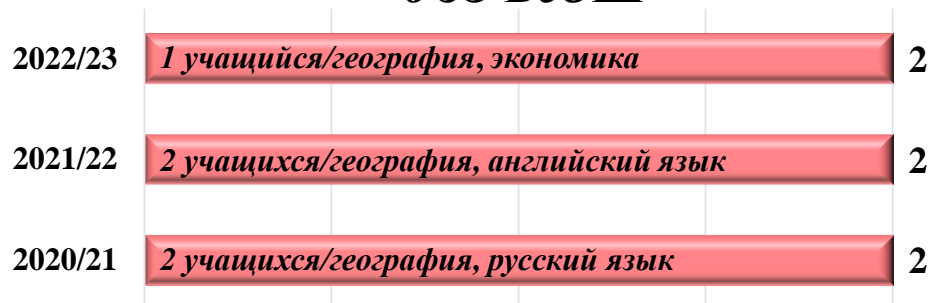 2022/23 1 учащийся/география, экономика 2
2021/22 2 учащихся/география, английский язык 2
2020/21 2 учащихся/география, русский язык 2